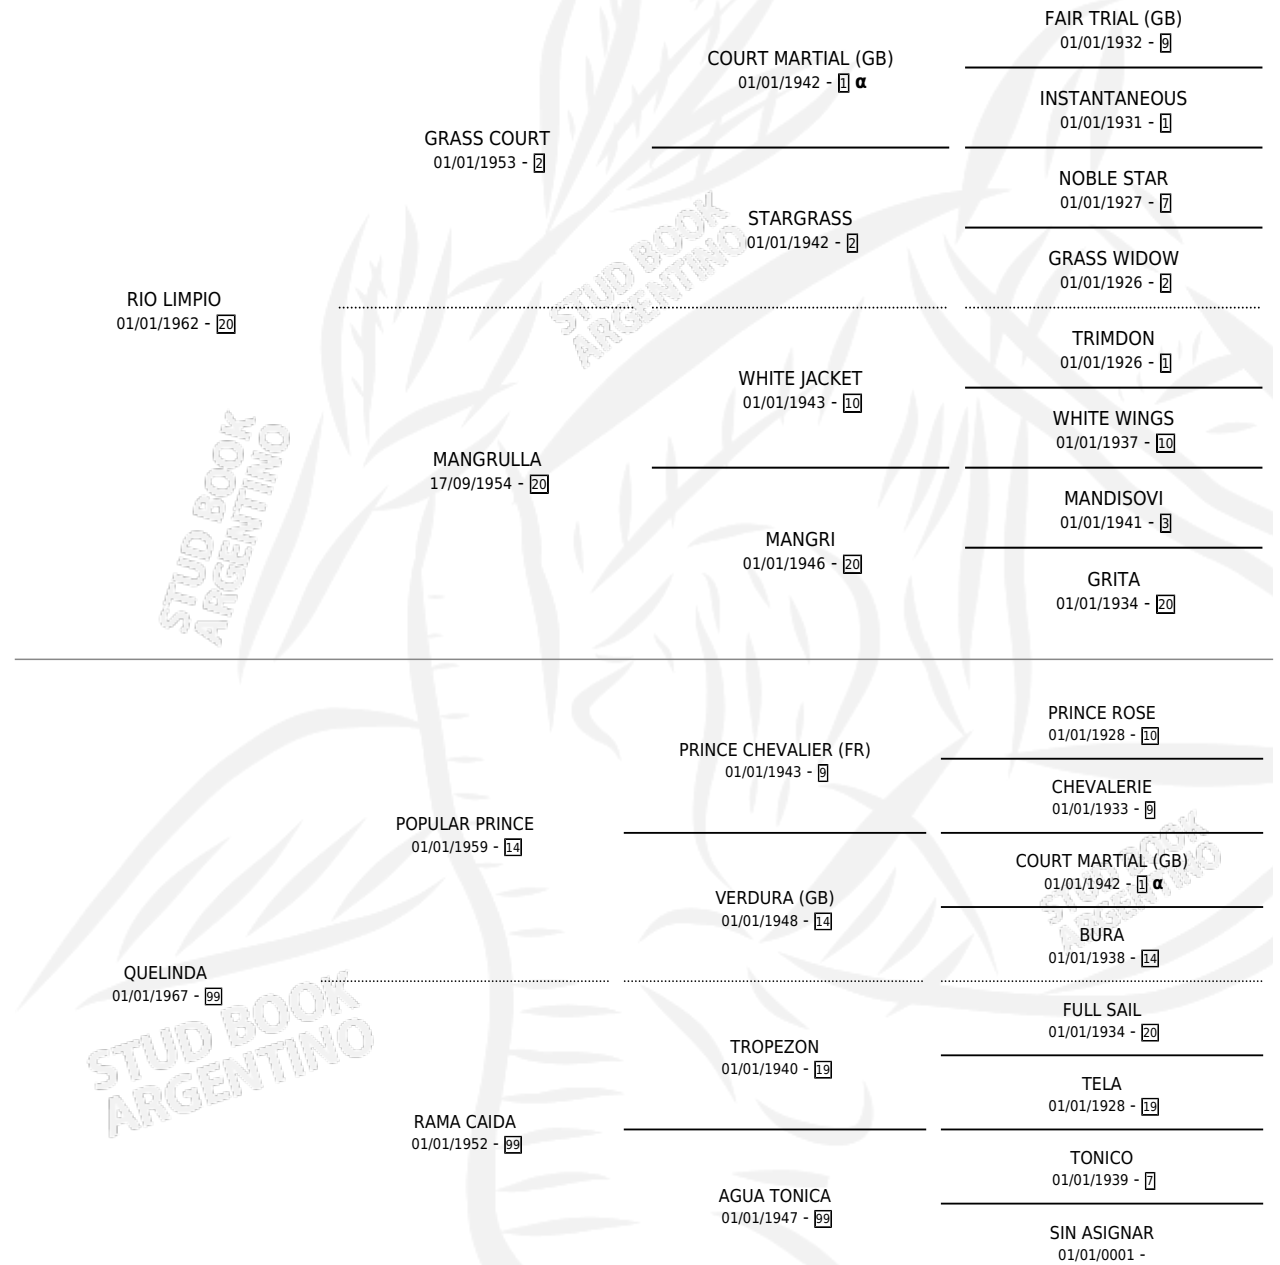 FAIR TRIAL (GB)
01/01/1932 - 9
COURT MARTIAL (GB)
01/01/1942 - 1 α
INSTANTANEOUS
01/01/1931 - 1
GRASS COURT
01/01/1953 - 2
NOBLE STAR
01/01/1927 - 7
STARGRASS
01/01/1942 - 2
GRASS WIDOW
01/01/1926 - 2
RIO LIMPIO
01/01/1962 - 20
TRIMDON
01/01/1926 - 1
WHITE JACKET
01/01/1943 - 10
WHITE WINGS
01/01/1937 - 10
MANGRULLA
17/09/1954 - 20
MANDISOVI
01/01/1941 - 3
MANGRI
01/01/1946 - 20
GRITA
01/01/1934 - 20
PRINCE ROSE
01/01/1928 - 10
PRINCE CHEVALIER (FR)
01/01/1943 - 9
CHEVALERIE
01/01/1933 - 9
POPULAR PRINCE
01/01/1959 - 14
COURT MARTIAL (GB)
01/01/1942 - 1 α
VERDURA (GB)
01/01/1948 - 14
BURA
01/01/1938 - 14
QUELINDA
01/01/1967 - 99
FULL SAIL
01/01/1934 - 20
TROPEZON
01/01/1940 - 19
TELA
01/01/1928 - 19
RAMA CAIDA
01/01/1952 - 99
TONICO
01/01/1939 - 7
AGUA TONICA
01/01/1947 - 99
SIN ASIGNAR
01/01/0001 -
STUD BOOK
ARGENTINO
STUD BOOK
ARGENTINO
STUD BOOK
ARGENTINO
STUD BOOK
ARGENTINO